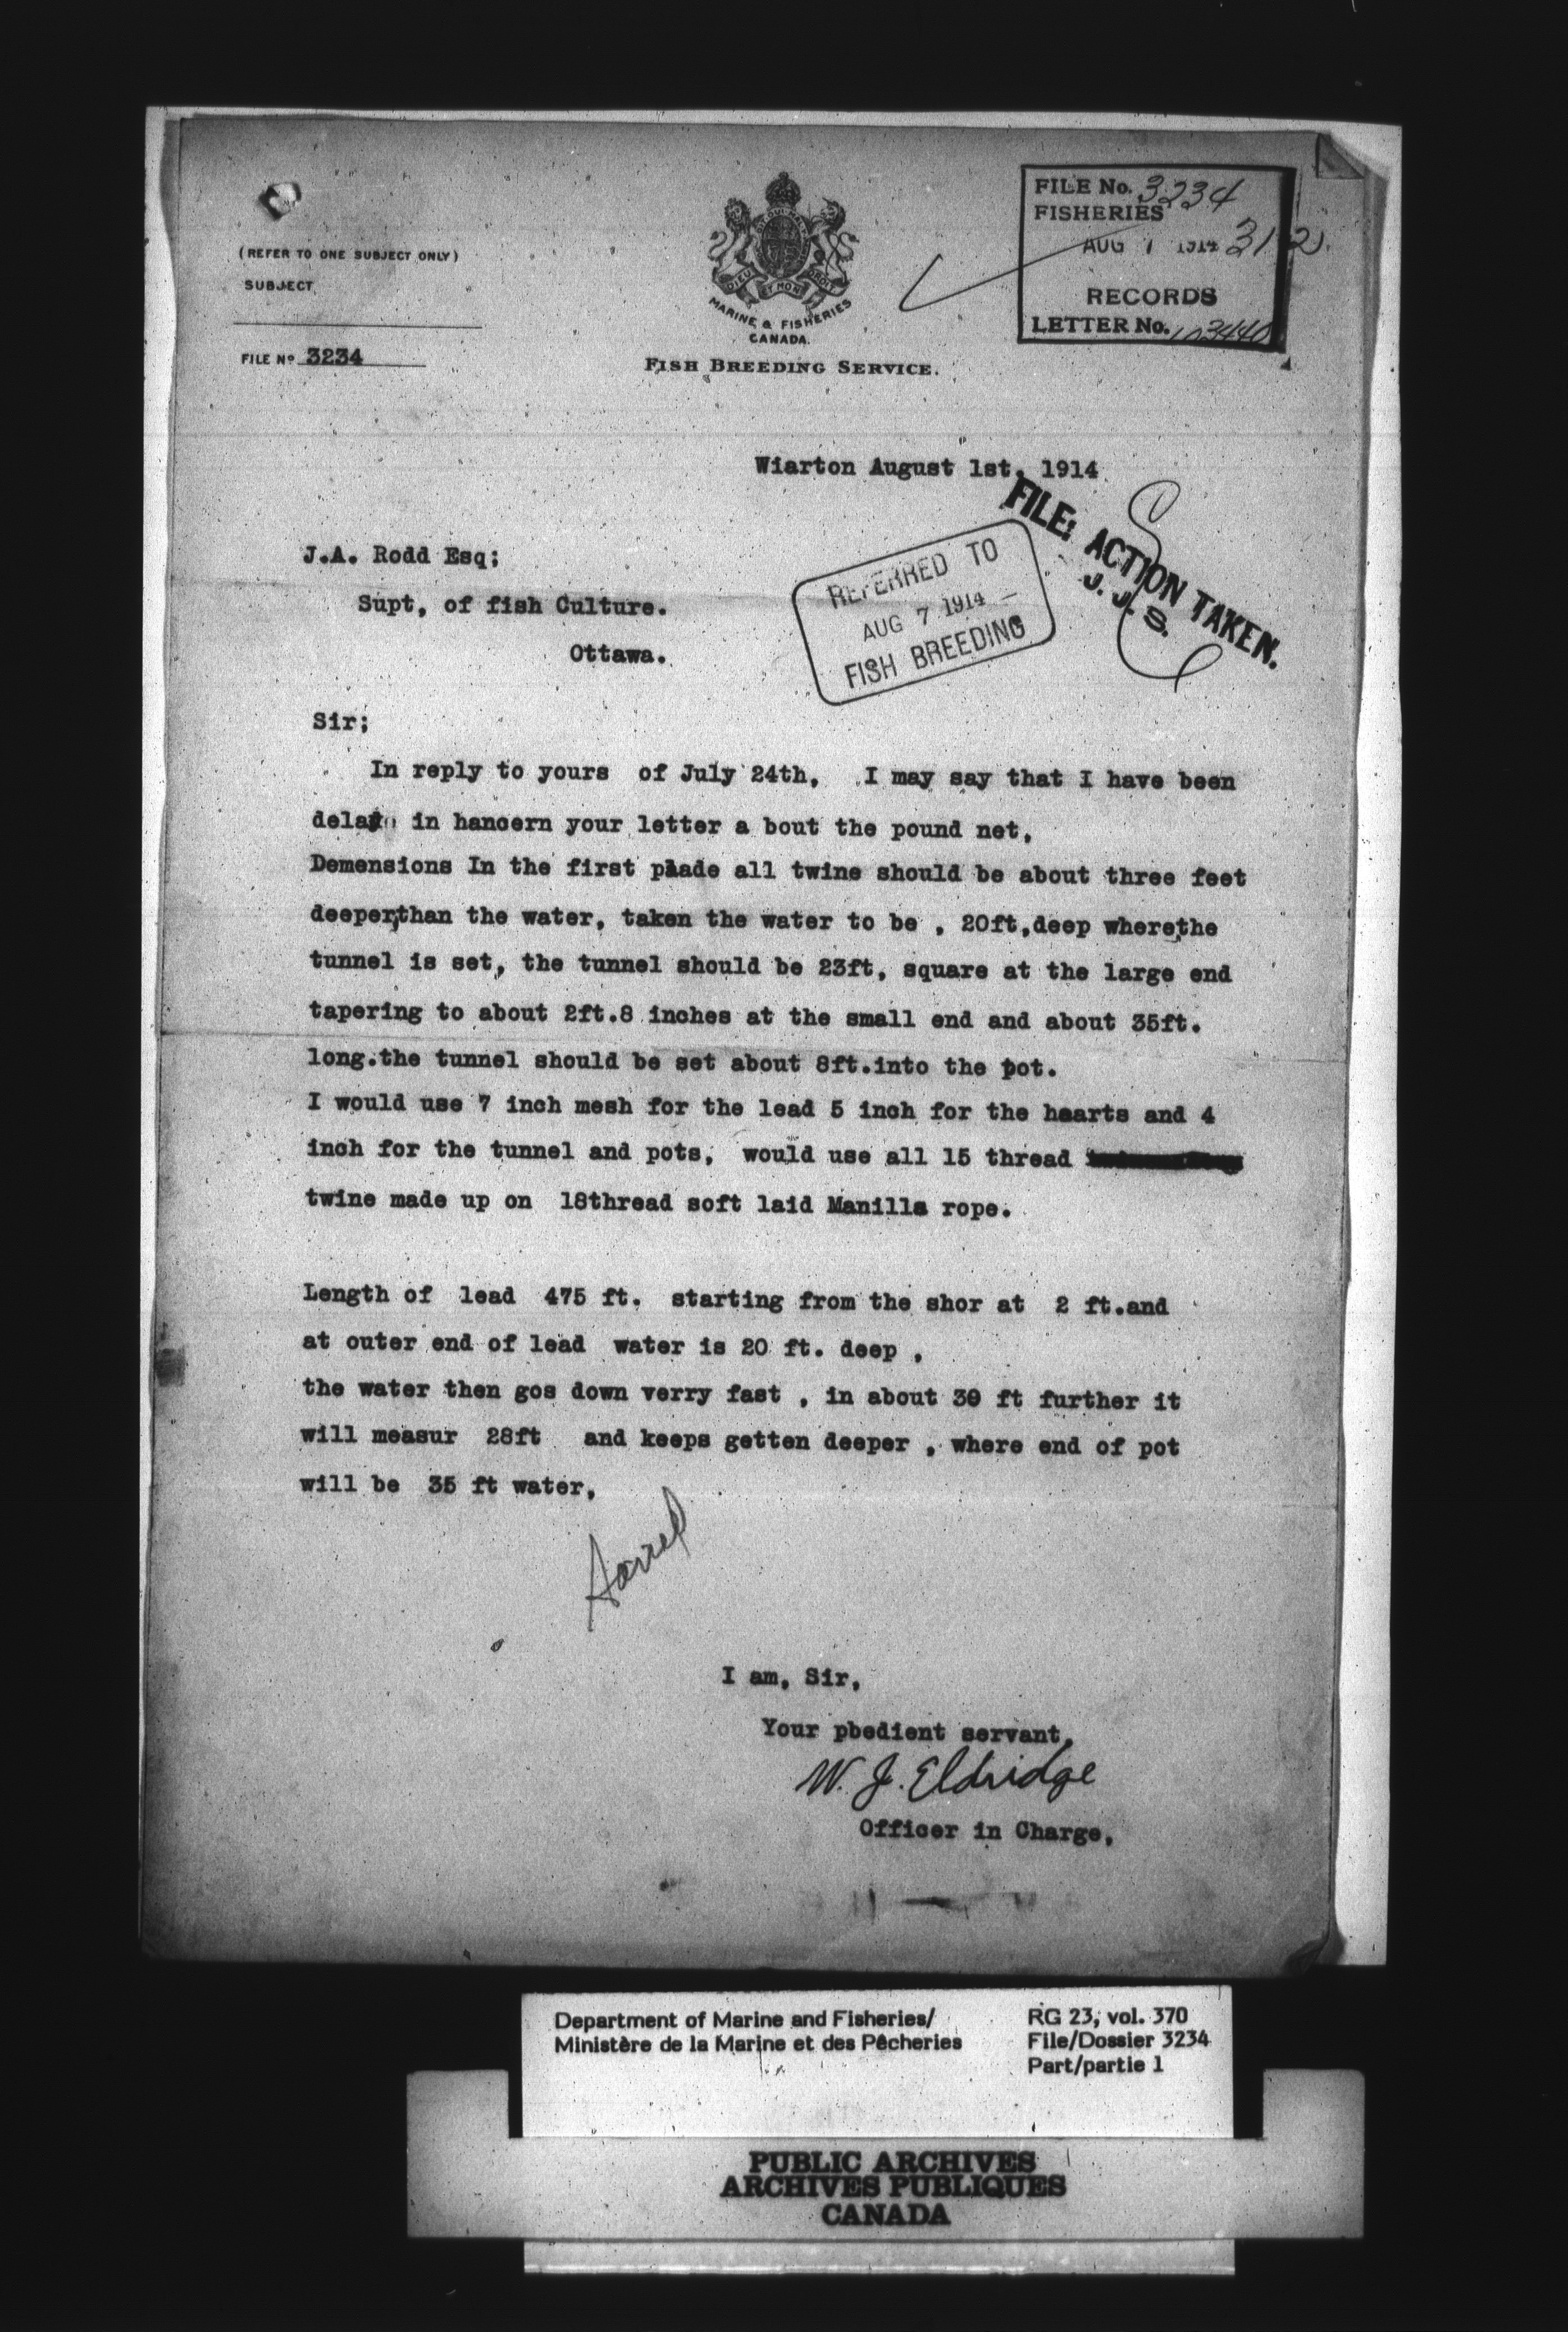 (REFER TO ONE SUBJECT ONLY)
SUBJECT
FILE No 3234
DIEU ET MON DROIT
MARINE & FISHERIES
CANADA.
FISH BREEDING SERVICE.
FILE No. 3234
FISHERIES
AUG 7 1914
RECORDS
LETTER No. 103440
Wiarton August 1st, 1914
FILE: ACTION TAKEN.
J. J. S.
REFERRED TO
AUG 7 1914
FISH BREEDING
J.A. Rodd Esq;
Supt, of fish Culture.
Ottawa.
Sir;
In reply to yours of July 24th, I may say that I have been
delay in hancern your letter a bout the pound net,
Demensions In the first plade all twine should be about three feet
deeper,than the water, taken the water to be , 20ft,deep where,the
tunnel is set, the tunnel should be 23ft, square at the large end
tapering to about 2ft.8 inches at the small end and about 35ft.
long.the tunnel should be set about 8ft.into the pot.
I would use 7 inch mesh for the lead 5 inch for the hearts and 4
inch for the tunnel and pots, would use all 15 thread
twine made up on 18thread soft laid Manilla rope.
Length of lead 475 ft. starting from the shor at 2 ft.and
at outer end of lead water is 20 ft. deep ,
the water then gos down verry fast , in about 30 ft further it
will measur 28ft and keeps getten deeper , where end of pot
will be 35 ft water,
I am, Sir,
Your pbedient servant,
W. J. Eldridge
Officer in Charge,
Department of Marine and Fisheries/
Ministère de la Marine et des Pêcheries
RG 23, vol. 370
File/Dossier 3234
Part/partie 1
PUBLIC ARCHIVES
ARCHIVES PUBLIQUES
CANADA